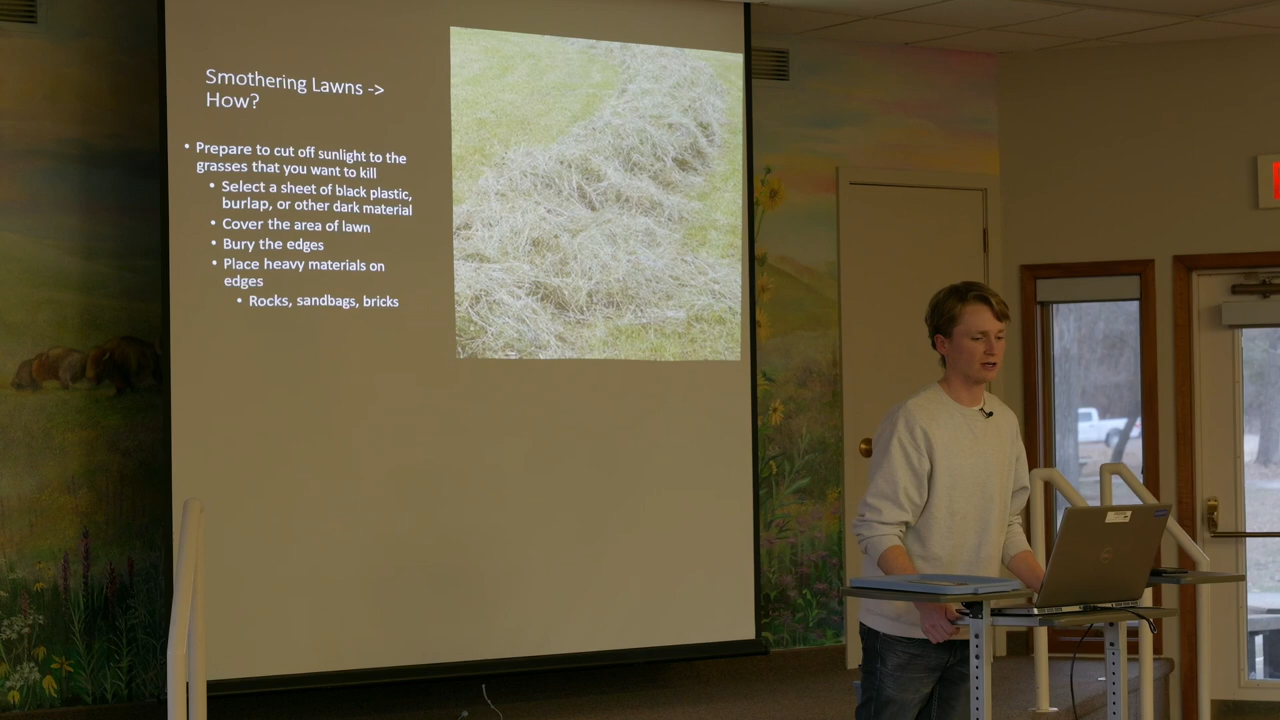 Smothering Lawns ->
How?
• Prepare to cut off sunlight to the
grasses that you want to kill
• Select a sheet of black plastic,
burlap, or other dark material
• Cover the area of lawn
• Bury the edges
• Place heavy materials on
edges
• Rocks, sandbags, bricks
DELL